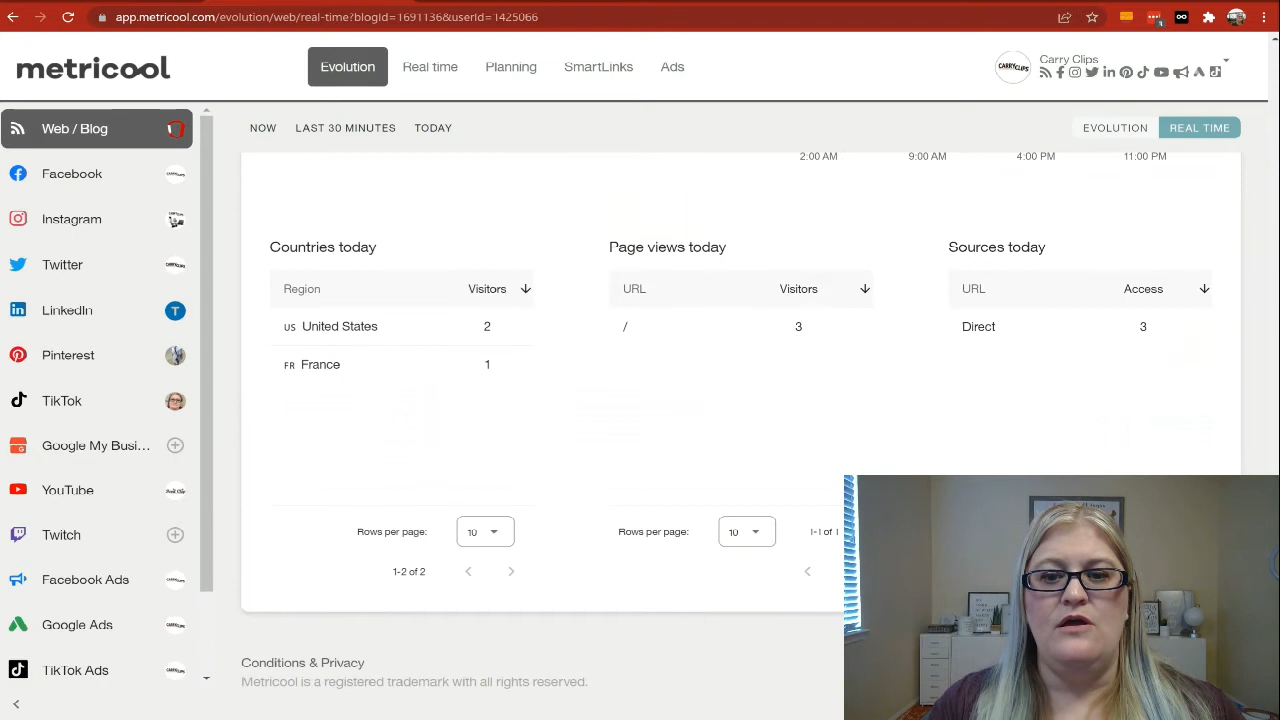 app.metricool.com/evolution/web/real-time?blogId=1691136&userId=1425066
metricool
Evolution
Real time
Planning
SmartLinks
Ads
CARRYCLIPS
Carry Clips
Web / Blog
Facebook
Instagram
Twitter
LinkedIn
T
Pinterest
TikTok
Google My Busi...
YouTube
Twitch
Facebook Ads
Google Ads
TikTok Ads
NOW
LAST 30 MINUTES
TODAY
EVOLUTION
REAL TIME
2:00 AM
9:00 AM
4:00 PM
11:00 PM
Countries today
Region
Visitors
US United States 2
FR France 1
Rows per page: 10
1-2 of 2
Page views today
URL
Visitors
/ 3
Rows per page: 10
1-1 of 1
Sources today
URL
Access
Direct 3
Conditions & Privacy
Metricool is a registered trademark with all rights reserved.